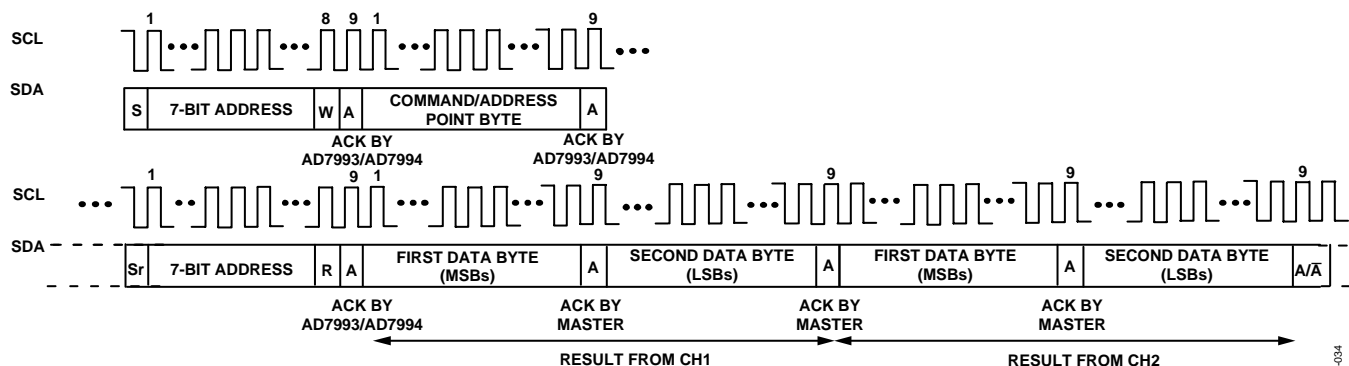 1 8 9 1 9
SCL
SDA
S 7-BIT ADDRESS W A COMMAND/ADDRESS POINT BYTE A
ACK BY AD7993/AD7994
ACK BY AD7993/AD7994
1 9 1 9 9 9 9
SCL
SDA
Sr 7-BIT ADDRESS R A FIRST DATA BYTE (MSBs) A SECOND DATA BYTE (LSBs) A FIRST DATA BYTE (MSBs) A SECOND DATA BYTE (LSBs) A/A̅
ACK BY AD7993/AD7994
ACK BY MASTER
ACK BY MASTER
ACK BY MASTER
RESULT FROM CH1
RESULT FROM CH2
-034